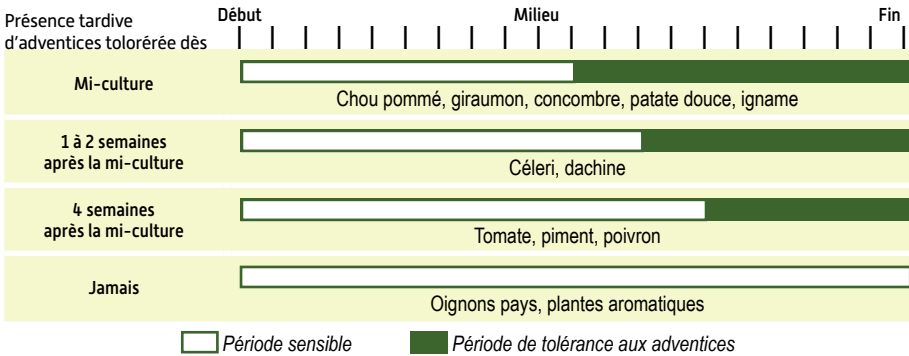 Présence tardive
d'adventices tolorérée dès
Début Milieu Fin
Mi-culture
Chou pommé, giraumon, concombre, patate douce, igname
1 à 2 semaines
après la mi-culture
Céleri, dachine
4 semaines
après la mi-culture
Tomate, piment, poivron
Jamais
Oignons pays, plantes aromatiques
Période sensible Période de tolérance aux adventices